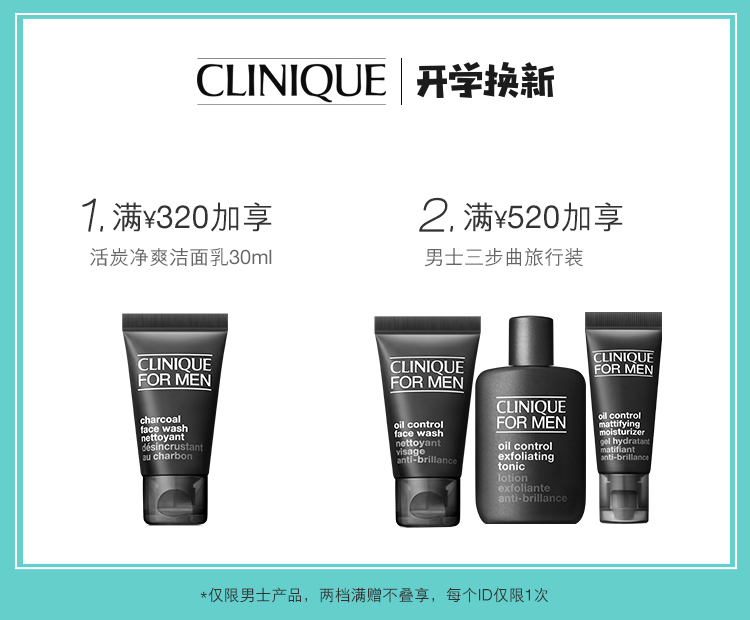 CLINIQUE | 开学换新
1. 满¥320加享
活炭净爽洁面乳30ml
2. 满¥520加享
男士三步曲旅行装
CLINIQUE
FOR MEN
charcoal
face wash
nettoyant
désincrustant
au charbon
CLINIQUE
FOR MEN
oil control
face wash
nettoyant
visage
anti-brillance
CLINIQUE
FOR MEN
oil control
exfoliating
tonic
lotion
exfoliante
anti-brillance
CLINIQUE
FOR MEN
oil control
mattifying
moisturizer
gel hydratant
matifiant
anti-brillance
*仅限男士产品，两档满赠不叠享，每个ID仅限1次